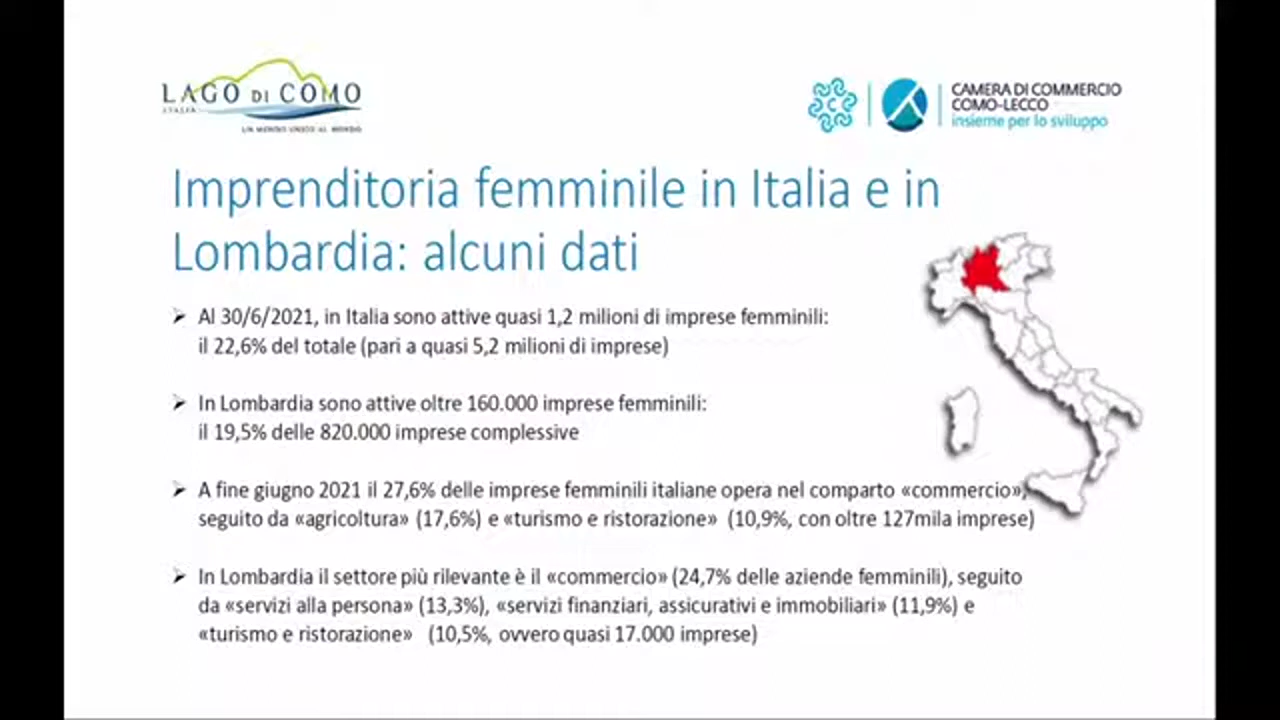 LAGO DI COMO
ITALIA
UN MONDO UNICO AL MONDO
CAMERA DI COMMERCIO
COMO-LECCO
insieme per lo sviluppo
Imprenditoria femminile in Italia e in
Lombardia: alcuni dati
➢ Al 30/6/2021, in Italia sono attive quasi 1,2 milioni di imprese femminili:
il 22,6% del totale (pari a quasi 5,2 milioni di imprese)
➢ In Lombardia sono attive oltre 160.000 imprese femminili:
il 19,5% delle 820.000 imprese complessive
➢ A fine giugno 2021 il 27,6% delle imprese femminili italiane opera nel comparto «commercio»,
seguito da «agricoltura» (17,6%) e «turismo e ristorazione» (10,9%, con oltre 127mila imprese)
➢ In Lombardia il settore più rilevante è il «commercio» (24,7% delle aziende femminili), seguito
da «servizi alla persona» (13,3%), «servizi finanziari, assicurativi e immobiliari» (11,9%) e
«turismo e ristorazione» (10,5%, ovvero quasi 17.000 imprese)